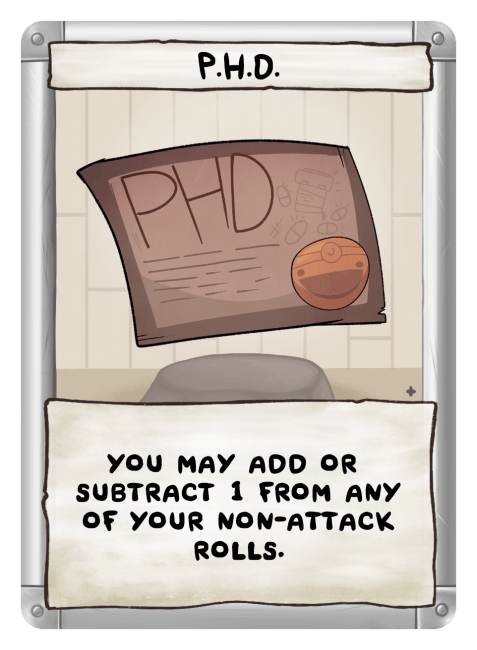 P.H.D.
PHD
YOU MAY ADD OR
SUBTRACT 1 FROM ANY
OF YOUR NON-ATTACK
ROLLS.